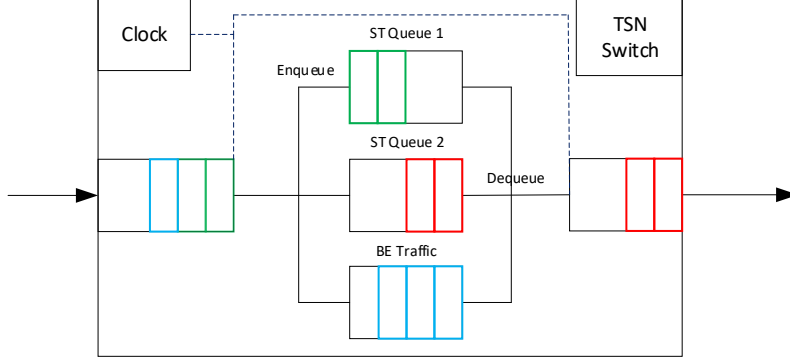 Clock
ST Queue 1
TSN
Switch
Enqueue
ST Queue 2
Dequeue
BE Traffic